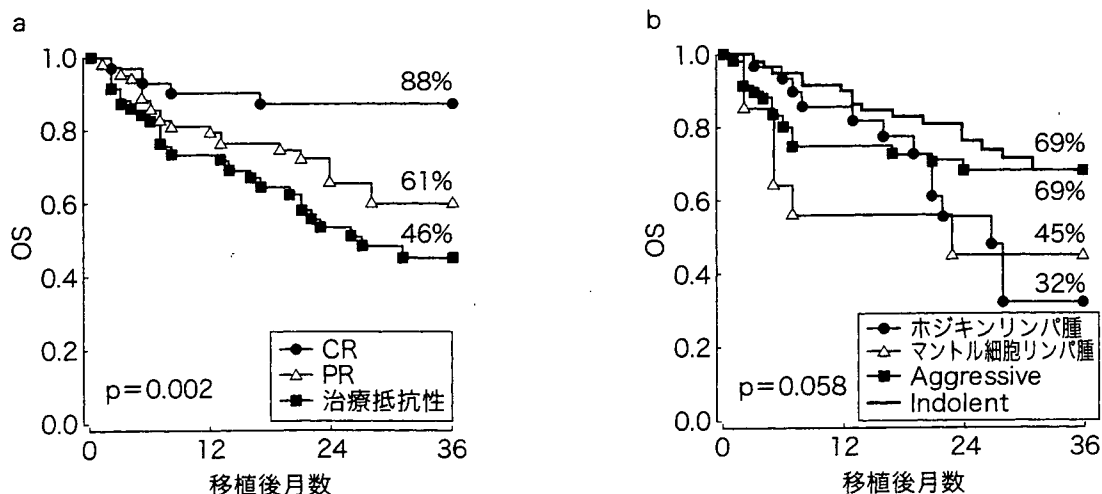 a
1.0
0.8
0.6
0.4
0.2
0.0
OS
88%
61%
46%
p=0.002
CR
PR
治療抵抗性
0
12
24
36
移植後月数
b
1.0
0.8
0.6
0.4
0.2
0.0
OS
69%
69%
45%
32%
p=0.058
ホジキンリンパ腫
マントル細胞リンパ腫
Aggressive
Indolent
0
12
24
36
移植後月数